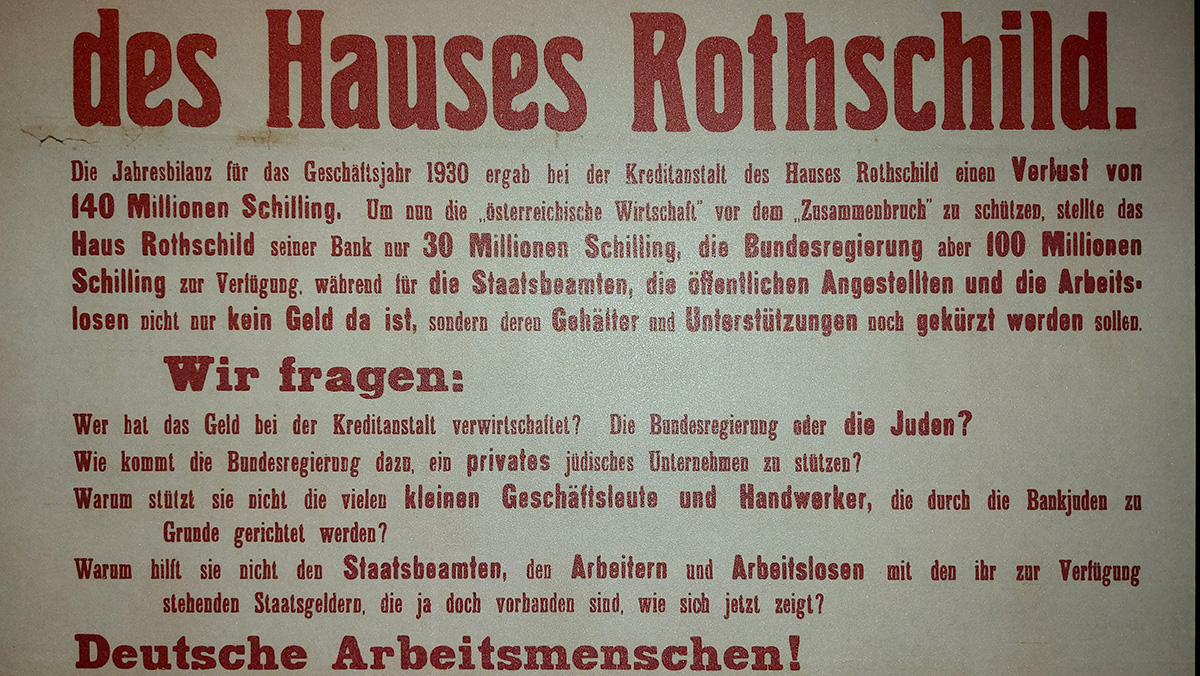 des Hauses Rothschild.
Die Jahresbilanz für das Geschäftsjahr 1930 ergab bei der Kreditanstalt des Hauses Rothschild einen Verlust von
140 Millionen Schilling. Um nun die „österreichische Wirtschaft" vor dem „Zusammenbruch" zu schützen, stellte das
Haus Rothschild seiner Bank nur 30 Millionen Schilling, die Bundesregierung aber 100 Millionen
Schilling zur Verfügung, während für die Staatsbeamten, die öffentlichen Angestellten und die Arbeits-
losen nicht nur kein Geld da ist, sondern deren Gehälter und Unterstützungen noch gekürzt werden sollen.
Wir fragen:
Wer hat das Geld bei der Kreditanstalt verwirtschaftet? Die Bundesregierung oder die Juden?
Wie kommt die Bundesregierung dazu, ein privates jüdisches Unternehmen zu stützen?
Warum stützt sie nicht die vielen kleinen Geschäftsleute und Handwerker, die durch die Bankjuden zu
Grunde gerichtet werden?
Warum hilft sie nicht den Staatsbeamten, den Arbeitern und Arbeitslosen mit den ihr zur Verfügung
stehenden Staatsgeldern, die ja doch vorhanden sind, wie sich jetzt zeigt?
Deutsche Arbeitsmenschen!